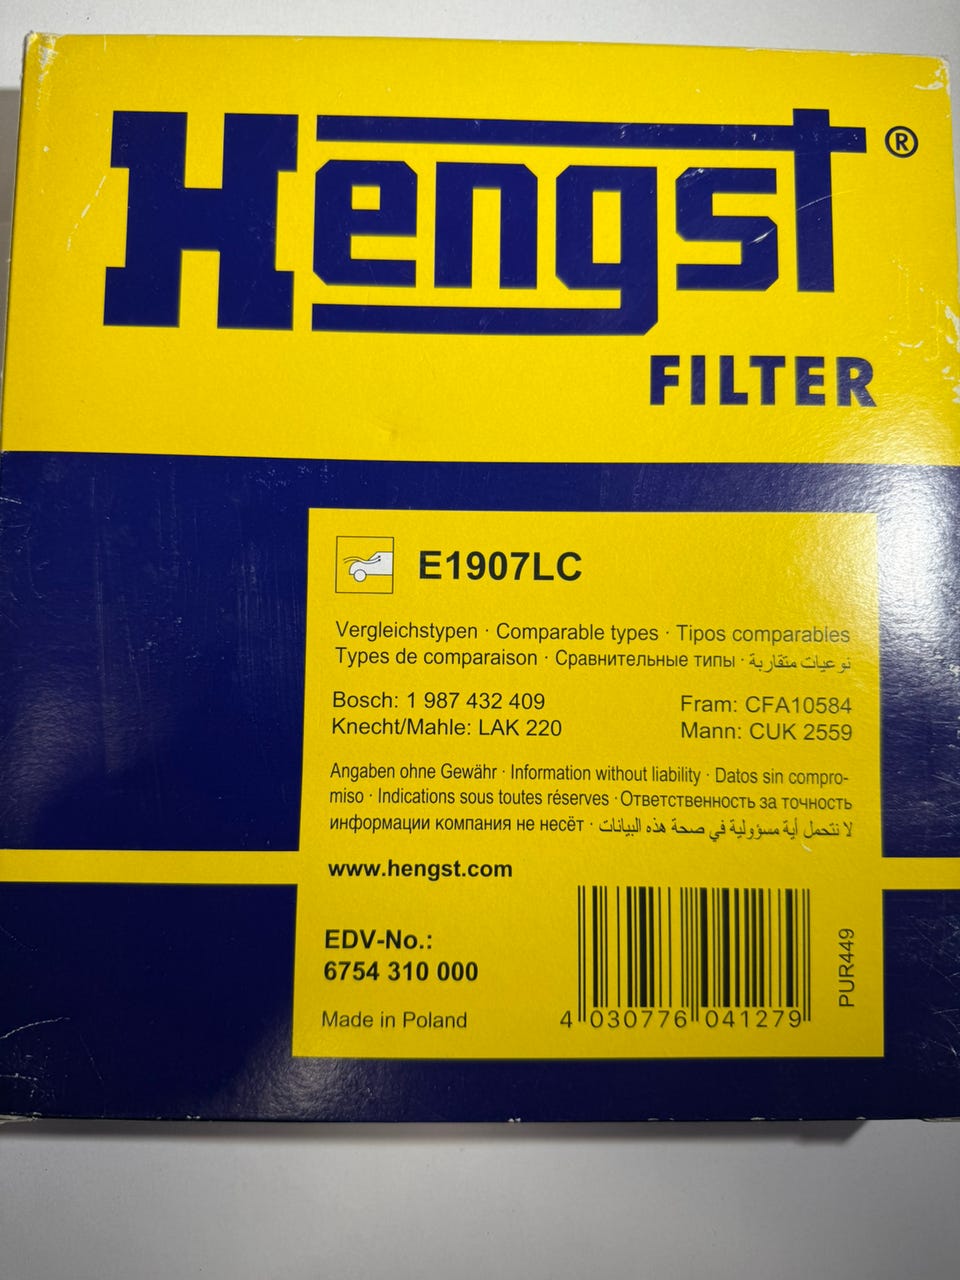 Hengst®
FILTER
E1907LC
Vergleichstypen · Comparable types · Tipos comparables
Types de comparaison · Сравнительные типы · نوعيات متقاربة
Bosch: 1 987 432 409 Fram: CFA10584
Knecht/Mahle: LAK 220 Mann: CUK 2559
Angaben ohne Gewähr · Information without liability · Datos sin compro-
miso · Indications sous toutes réserves · Ответственность за точность
информации компания не несёт · لا نتحمل أية مسؤولية في صحة هذه البيانات
www.hengst.com
EDV-No.:
6754 310 000
Made in Poland
4 030776 041279
PUR449